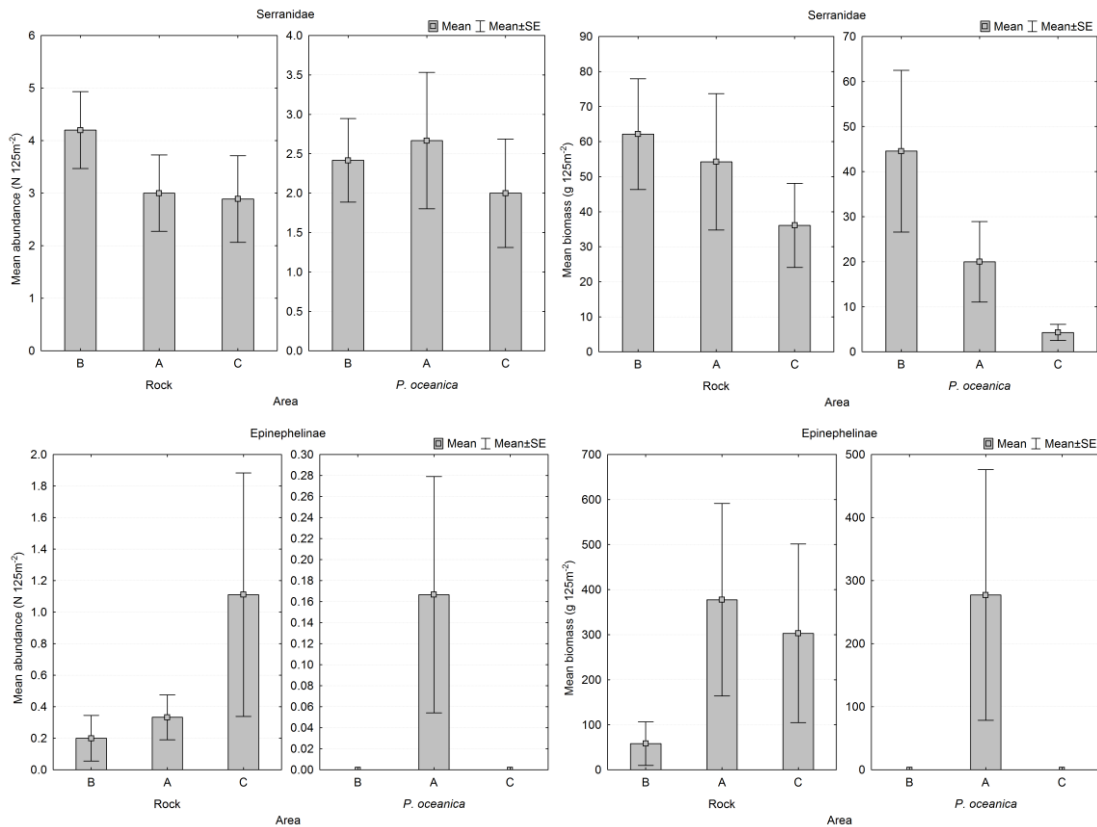 Serranidae
Mean Mean±SE
Mean abundance (N 125m⁻²)
6
5
4
3
2
1
0
B A C
Rock
4.0
3.5
3.0
2.5
2.0
1.5
1.0
0.5
0.0
B A C
P. oceanica
Area
Serranidae
Mean Mean±SE
Mean biomass (g 125m⁻²)
90
80
70
60
50
40
30
20
10
0
B A C
Rock
70
60
50
40
30
20
10
0
B A C
P. oceanica
Area
Epinephelinae
Mean Mean±SE
Mean abundance (N 125m⁻²)
2.0
1.8
1.6
1.4
1.2
1.0
0.8
0.6
0.4
0.2
0.0
B A C
Rock
0.30
0.28
0.26
0.24
0.22
0.20
0.18
0.16
0.14
0.12
0.10
0.08
0.06
0.04
0.02
0.00
B A C
P. oceanica
Area
Epinephelinae
Mean Mean±SE
Mean biomass (g 125m⁻²)
700
600
500
400
300
200
100
0
B A C
Rock
500
400
300
200
100
0
B A C
P. oceanica
Area